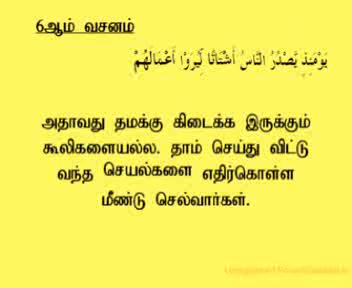 6ஆம் வசனம்
يَوْمَئِذٍ يَّصْدُرُ النَّاسُ أَشْتَاتًا لِّيُرَوْا أَعْمَالَهُمْ
அதாவது தமக்கு கிடைக்க இருக்கும்
கூலிகளையல்ல. தாம் செய்து விட்டு
வந்த செயல்களை எதிர்கொள்ள
மீண்டு செல்வார்கள்.